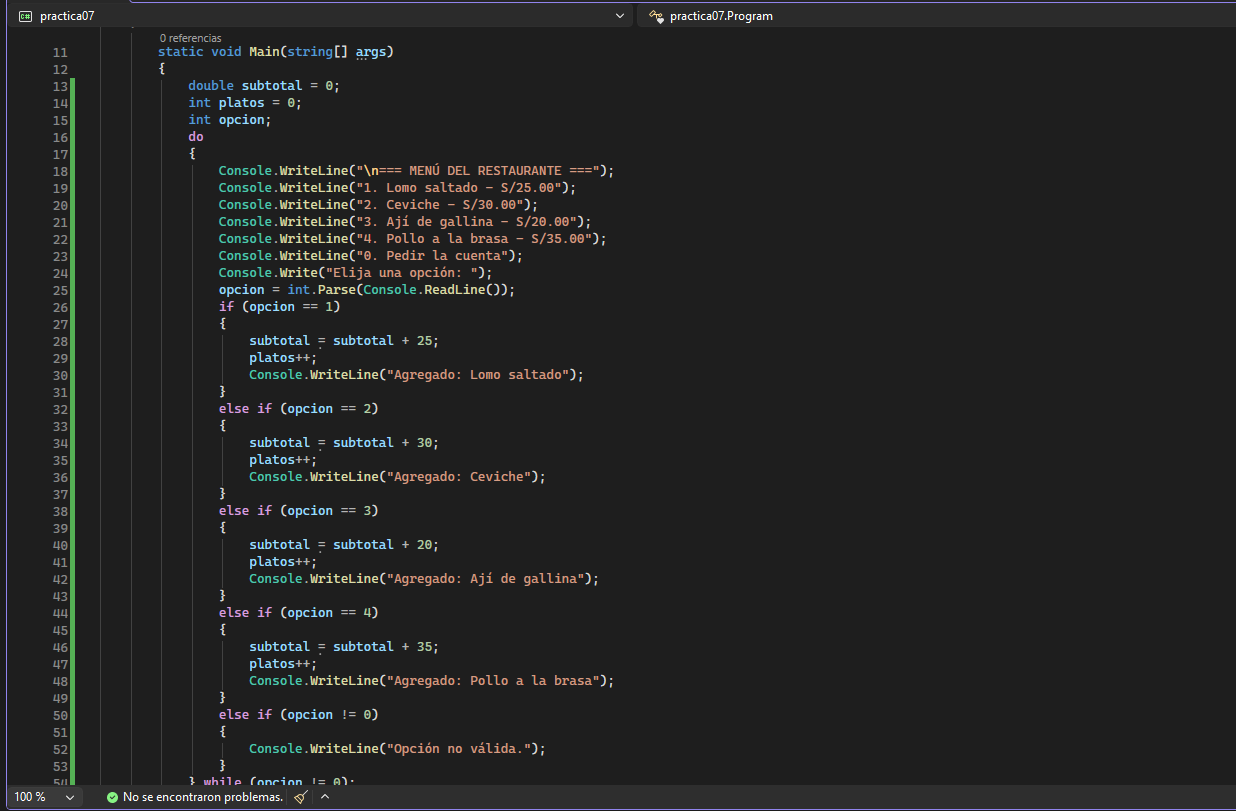 practica07
practica07.Program
0 referencias
11 static void Main(string[] args)
12 {
13 double subtotal = 0;
14 int platos = 0;
15 int opcion;
16 do
17 {
18 Console.WriteLine("\n=== MENÚ DEL RESTAURANTE ===");
19 Console.WriteLine("1. Lomo saltado - S/25.00");
20 Console.WriteLine("2. Ceviche - S/30.00");
21 Console.WriteLine("3. Ají de gallina - S/20.00");
22 Console.WriteLine("4. Pollo a la brasa - S/35.00");
23 Console.WriteLine("0. Pedir la cuenta");
24 Console.Write("Elija una opción: ");
25 opcion = int.Parse(Console.ReadLine());
26 if (opcion == 1)
27 {
28 subtotal = subtotal + 25;
29 platos++;
30 Console.WriteLine("Agregado: Lomo saltado");
31 }
32 else if (opcion == 2)
33 {
34 subtotal = subtotal + 30;
35 platos++;
36 Console.WriteLine("Agregado: Ceviche");
37 }
38 else if (opcion == 3)
39 {
40 subtotal = subtotal + 20;
41 platos++;
42 Console.WriteLine("Agregado: Ají de gallina");
43 }
44 else if (opcion == 4)
45 {
46 subtotal = subtotal + 35;
47 platos++;
48 Console.WriteLine("Agregado: Pollo a la brasa");
49 }
50 else if (opcion != 0)
51 {
52 Console.WriteLine("Opción no válida.");
53 }
54 } while (opcion != 0);
100 % No se encontraron problemas.